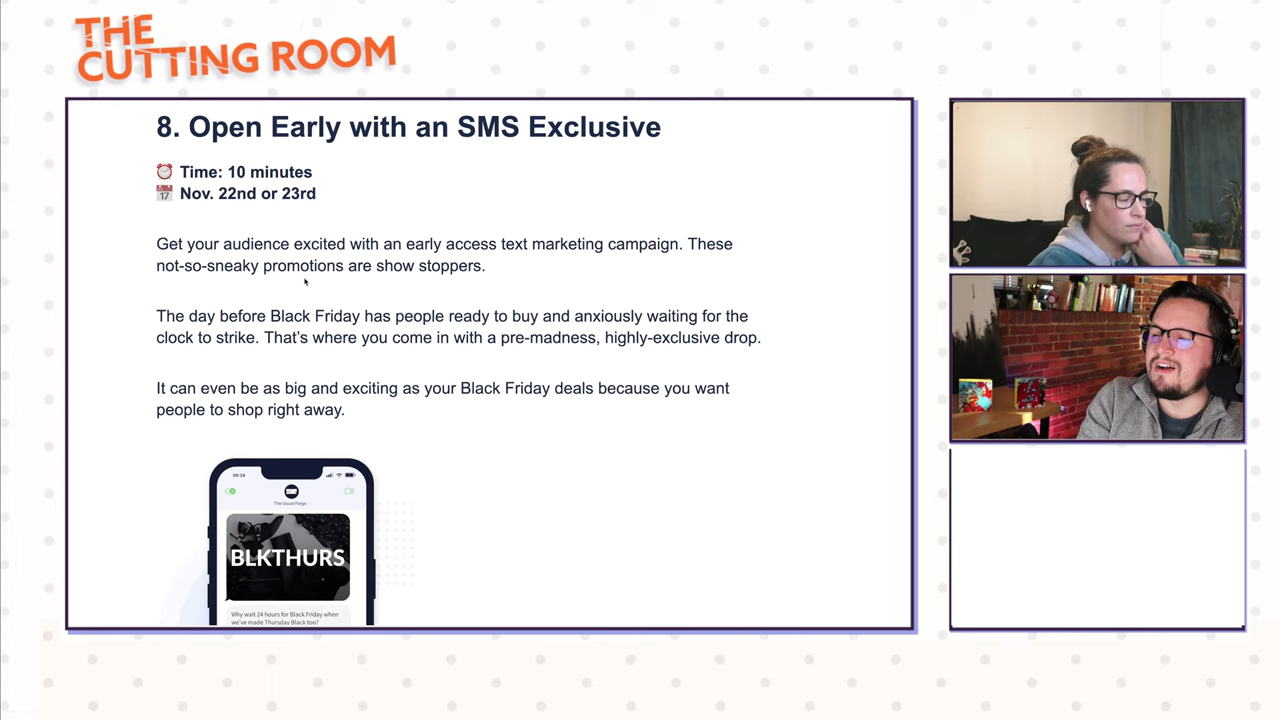 THE
CUTTING ROOM
8. Open Early with an SMS Exclusive
Time: 10 minutes
17 Nov. 22nd or 23rd
Get your audience excited with an early access text marketing campaign. These
not-so-sneaky promotions are show stoppers.
The day before Black Friday has people ready to buy and anxiously waiting for the
clock to strike. That’s where you come in with a pre-madness, highly-exclusive drop.
It can even be as big and exciting as your Black Friday deals because you want
people to shop right away.
The Usual Pargs
BLKTHURS
Why wait 24 hours for Black Friday when
we've made Thursday Black too?